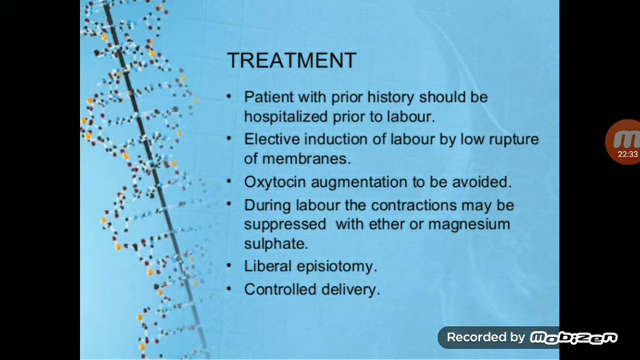 TREATMENT
• Patient with prior history should be
hospitalized prior to labour.
• Elective induction of labour by low rupture
of membranes.
• Oxytocin augmentation to be avoided.
• During labour the contractions may be
suppressed with ether or magnesium
sulphate.
• Liberal episiotomy.
• Controlled delivery.
22:33
Recorded by mobizen